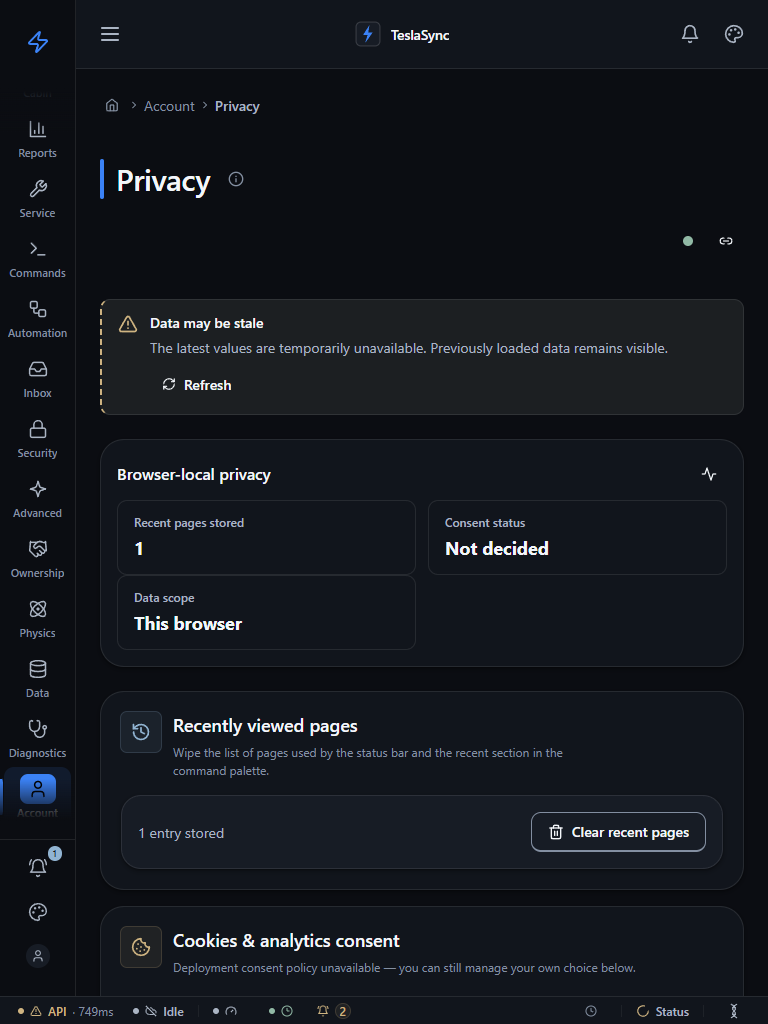 TeslaSync
Account
Privacy
Privacy
Reports
Service
Commands
Automation
Inbox
Security
Advanced
Ownership
Physics
Data
Diagnostics
Account
1
Data may be stale
The latest values are temporarily unavailable. Previously loaded data remains visible.
Refresh
Browser-local privacy
Recent pages stored
1
Consent status
Not decided
Data scope
This browser
Recently viewed pages
Wipe the list of pages used by the status bar and the recent section in the
command palette.
1 entry stored
Clear recent pages
Cookies & analytics consent
Deployment consent policy unavailable — you can still manage your own choice below.
API · 749ms
Idle
2
Status